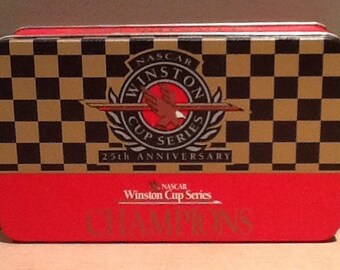 NASCAR
WINSTON
CUP SERIES
25th ANNIVERSARY
NASCAR
Winston Cup Series
CHAMPIONS